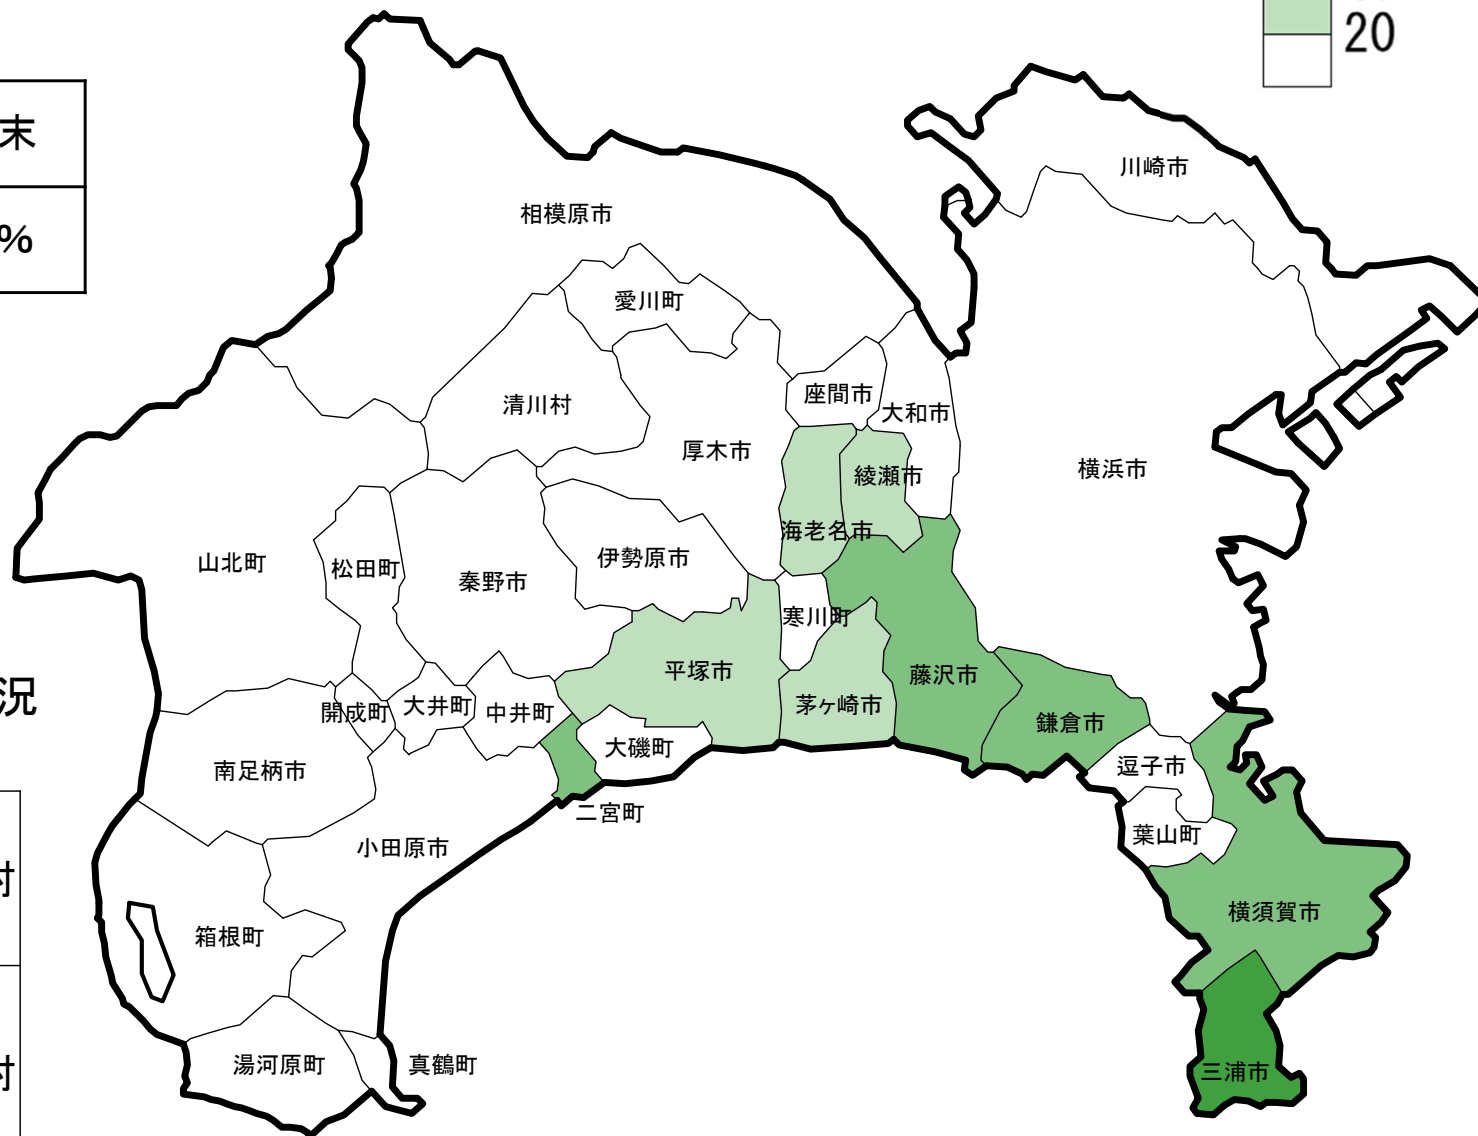 20
末
%
川崎市
相模原市
愛川町
座間市
清川村
大和市
厚木市
横浜市
綾瀬市
海老名市
伊勢原市
山北町
松田町
秦野市
寒川町
平塚市
藤沢市
況
開成町
大井町
中井町
茅ヶ崎市
鎌倉市
大磯町
南足柄市
逗子市
二宮町
葉山町
小田原市
村
横須賀市
箱根町
湯河原町
真鶴町
村
三浦市